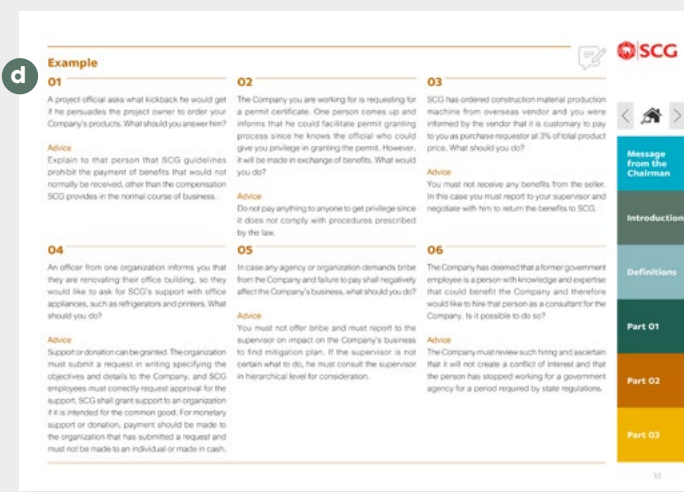 d
Example
01
A project official asks what kickback he would get
if he persuades the project owner to order your
Company's products. What should you answer him?
Advice
Explain to that person that SCG guidelines
prohibit the payment of benefits that would not
normally be received, other than the compensation
SCG provides in the normal course of business.
02
The Company you are working for is requesting for
a permit certificate. One person comes up and
informs that he could facilitate permit granting
process since he knows the official who could
give you privilege in granting the permit. However,
it will be made in exchange of benefits. What would
you do?
Advice
Do not pay anything to anyone to get privilege since
it does not comply with procedures prescribed
by the law.
03
SCG has ordered construction material production
machine from overseas vendor and you were
informed by the vendor that it is customary to pay
to you as purchase requestor at 3% of total product
price. What should you do?
Advice
You must not receive any benefits from the seller.
In this case you must report to your supervisor and
negotiate with him to return the benefits to SCG.
04
An officer from one organization informs you that
they are renovating their office building, so they
would like to ask for SCG's support with office
appliances, such as refrigerators and printers. What
should you do?
Advice
Support or donation can be granted. The organization
must submit a request in writing specifying the
objectives and details to the Company, and SCG
employees must correctly request approval for the
support. SCG shall grant support to an organization
if it is intended for the common good. For monetary
support or donation, payment should be made to
the organization that has submitted a request and
must not be made to an individual or made in cash.
05
In case any agency or organization demands bribe
from the Company and failure to pay shall negatively
affect the Company's business, what should you do?
Advice
You must not offer bribe and must report to the
supervisor on impact on the Company's business
to find mitigation plan. If the supervisor is not
certain what to do, he must consult the supervisor
in hierarchical level for consideration.
06
The Company has deemed that a former government
employee is a person with knowledge and expertise
that could benefit the Company and therefore
would like to hire that person as a consultant for the
Company. Is it possible to do so?
Advice
The Company must review such hiring and ascertain
that it will not create a conflict of interest and that
the person has stopped working for a government
agency for a period required by state regulations.
SCG
Message
from the
Chairman
Introduction
Definitions
Part 01
Part 02
Part 03